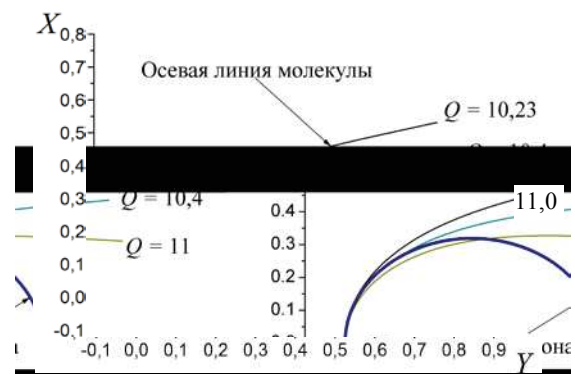 X
0,8
0,7
0,6
0,5
0,4
0,3
0,2
0,1
0,0
-0,1
Осевая линия молекулы
Q = 10,23
Q = 10,4
Q = 11
0.4
0.3
0.2
0.1
11,0
-0,1 0,0 0,1 0,2 0,3 0,4 0,5 0,6 0,7 0,8 0,9
Y
она